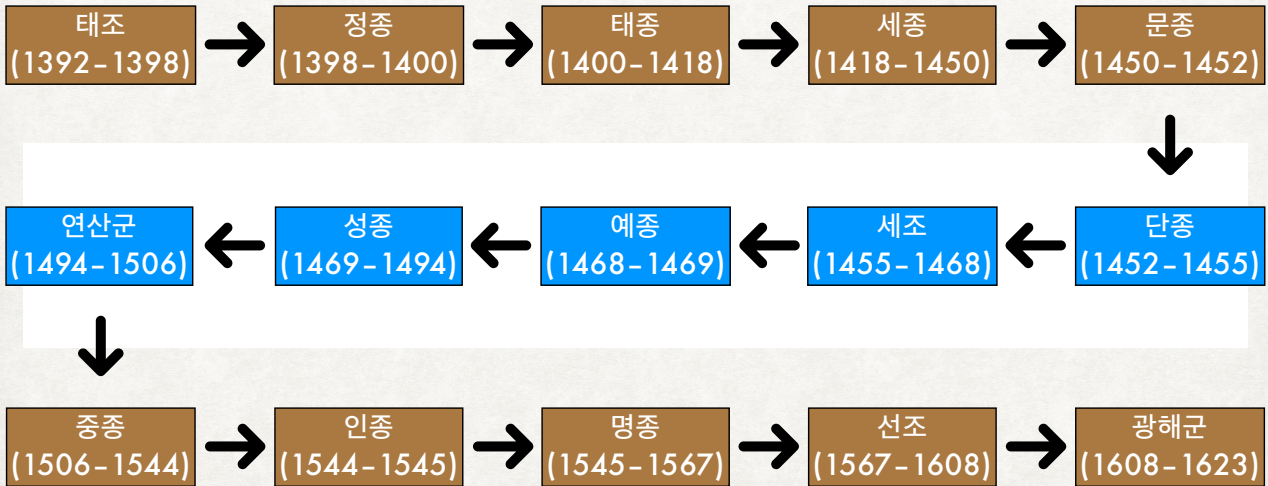 태조
(1392–1398)
정종
(1398–1400)
태종
(1400–1418)
세종
(1418–1450)
문종
(1450–1452)
단종
(1452–1455)
세조
(1455–1468)
예종
(1468–1469)
성종
(1469–1494)
연산군
(1494–1506)
중종
(1506–1544)
인종
(1544–1545)
명종
(1545–1567)
선조
(1567–1608)
광해군
(1608–1623)